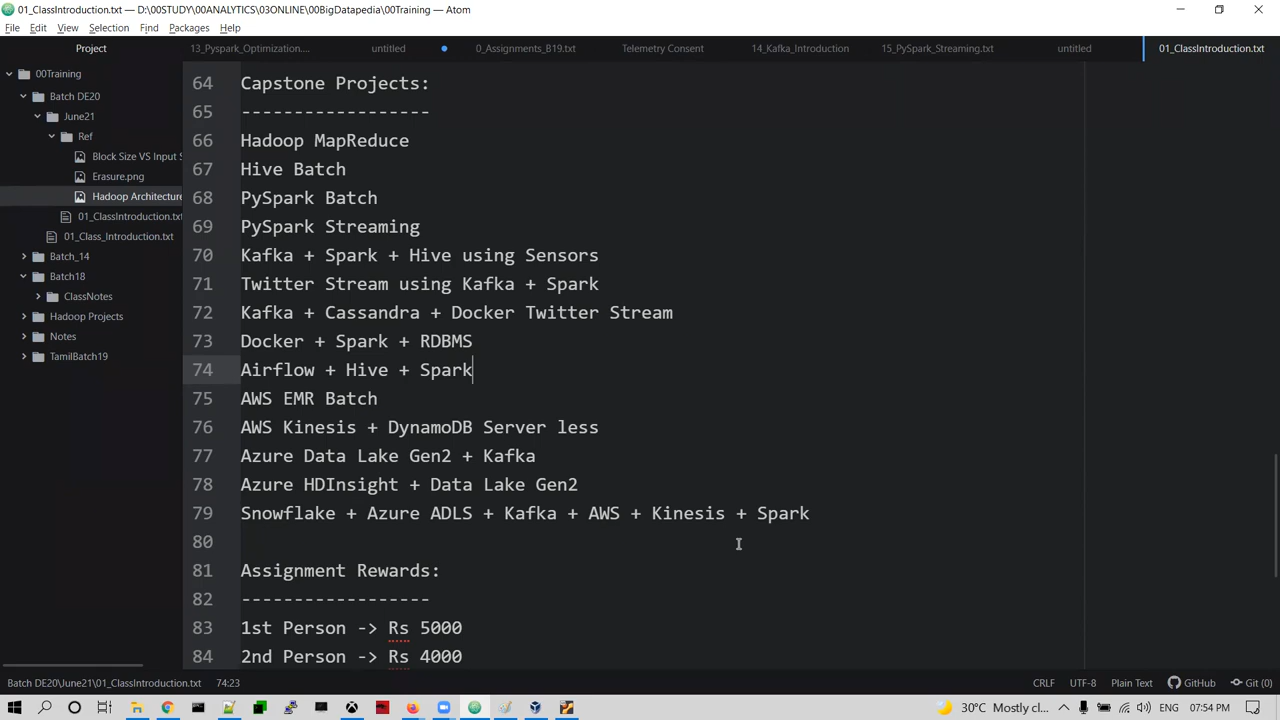 01_ClassIntroduction.txt — D:\00STUDY\00ANALYTICS\03ONLINE\00BigDatapedia\00Training — Atom
File Edit View Selection Find Packages Help
Project
13_Pyspark_Optimization....
untitled
0_Assignments_B19.txt
Telemetry Consent
14_Kafka_Introduction
15_PySpark_Streaming.txt
untitled
01_ClassIntroduction.txt
00Training
Batch DE20
June21
Ref
Block Size VS Input S
Erasure.png
Hadoop Architecture
01_ClassIntroduction.txt
01_Class_Introduction.txt
Batch_14
Batch18
ClassNotes
Hadoop Projects
Notes
TamilBatch19
64 Capstone Projects:
65 ------------------
66 Hadoop MapReduce
67 Hive Batch
68 PySpark Batch
69 PySpark Streaming
70 Kafka + Spark + Hive using Sensors
71 Twitter Stream using Kafka + Spark
72 Kafka + Cassandra + Docker Twitter Stream
73 Docker + Spark + RDBMS
74 Airflow + Hive + Spark
75 AWS EMR Batch
76 AWS Kinesis + DynamoDB Server less
77 Azure Data Lake Gen2 + Kafka
78 Azure HDInsight + Data Lake Gen2
79 Snowflake + Azure ADLS + Kafka + AWS + Kinesis + Spark
80
81 Assignment Rewards:
82 ------------------
83 1st Person -> Rs 5000
84 2nd Person -> Rs 4000
Batch DE20\June21\01_ClassIntroduction.txt 74:23
CRLF UTF-8 Plain Text GitHub Git (0)
30°C Mostly cl... ENG 07:54 PM